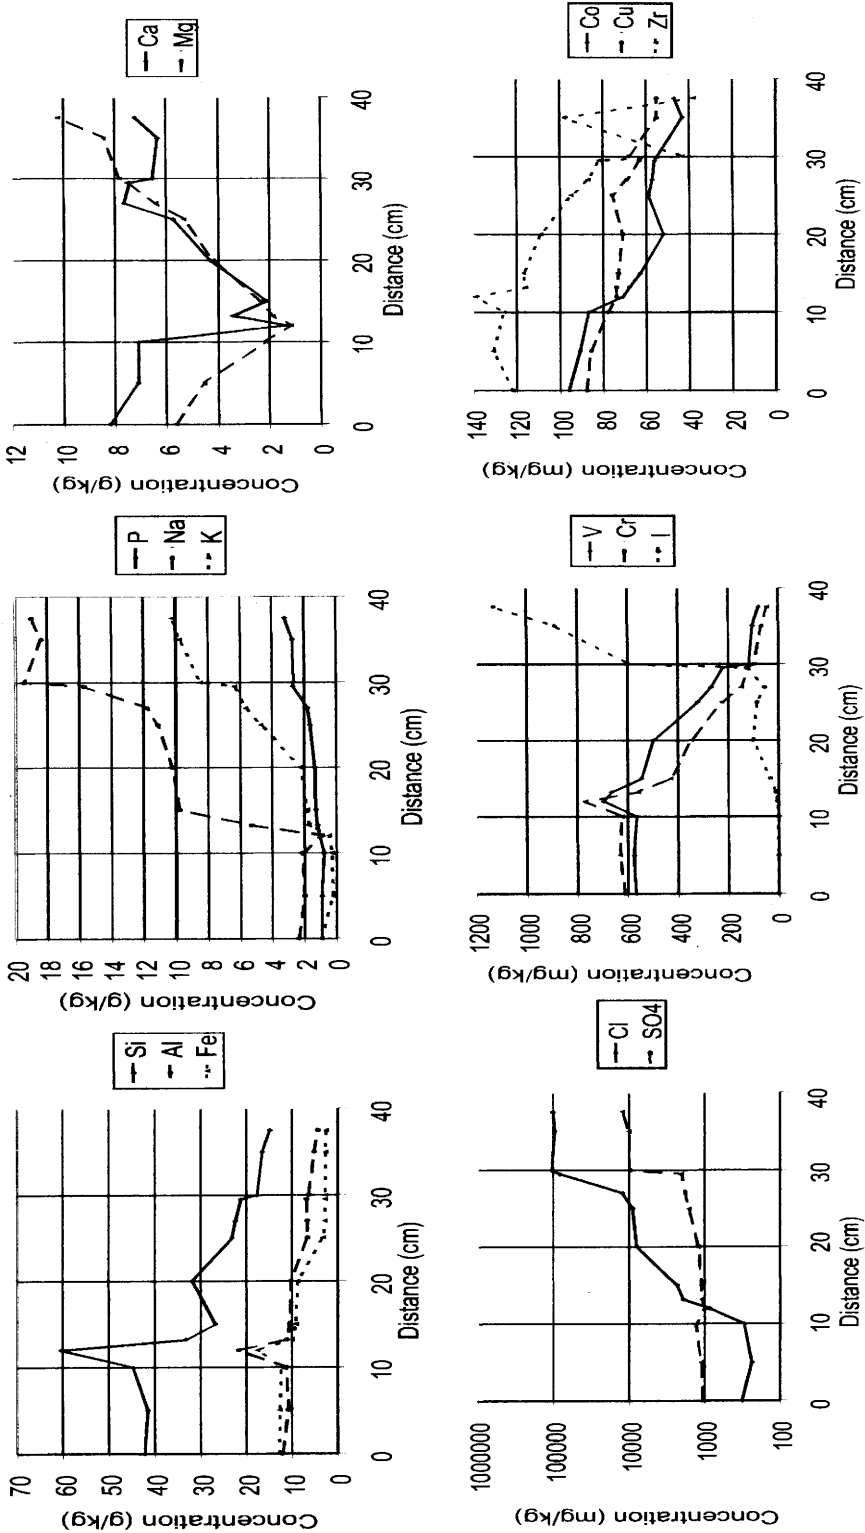 Concentration (g/kg)
70
60
50
40
30
20
10
0
0 10 20 30 40
Distance (cm)
Si
Al
Fe
Concentration (g/kg)
20
18
16
14
12
10
8
6
4
2
0
0 10 20 30 40
Distance (cm)
P
Na
K
Concentration (g/kg)
12
10
8
6
4
2
0
0 10 20 30 40
Distance (cm)
Ca
Mg
Concentration (mg/kg)
1000000
100000
10000
1000
100
0 10 20 30 40
Distance (cm)
Cl
SO4
Concentration (mg/kg)
1200
1000
800
600
400
200
0
0 10 20 30 40
Distance (cm)
V
Cr
I
Concentration (mg/kg)
140
120
100
80
60
40
20
0
0 10 20 30 40
Distance (cm)
Co
Cu
Zr